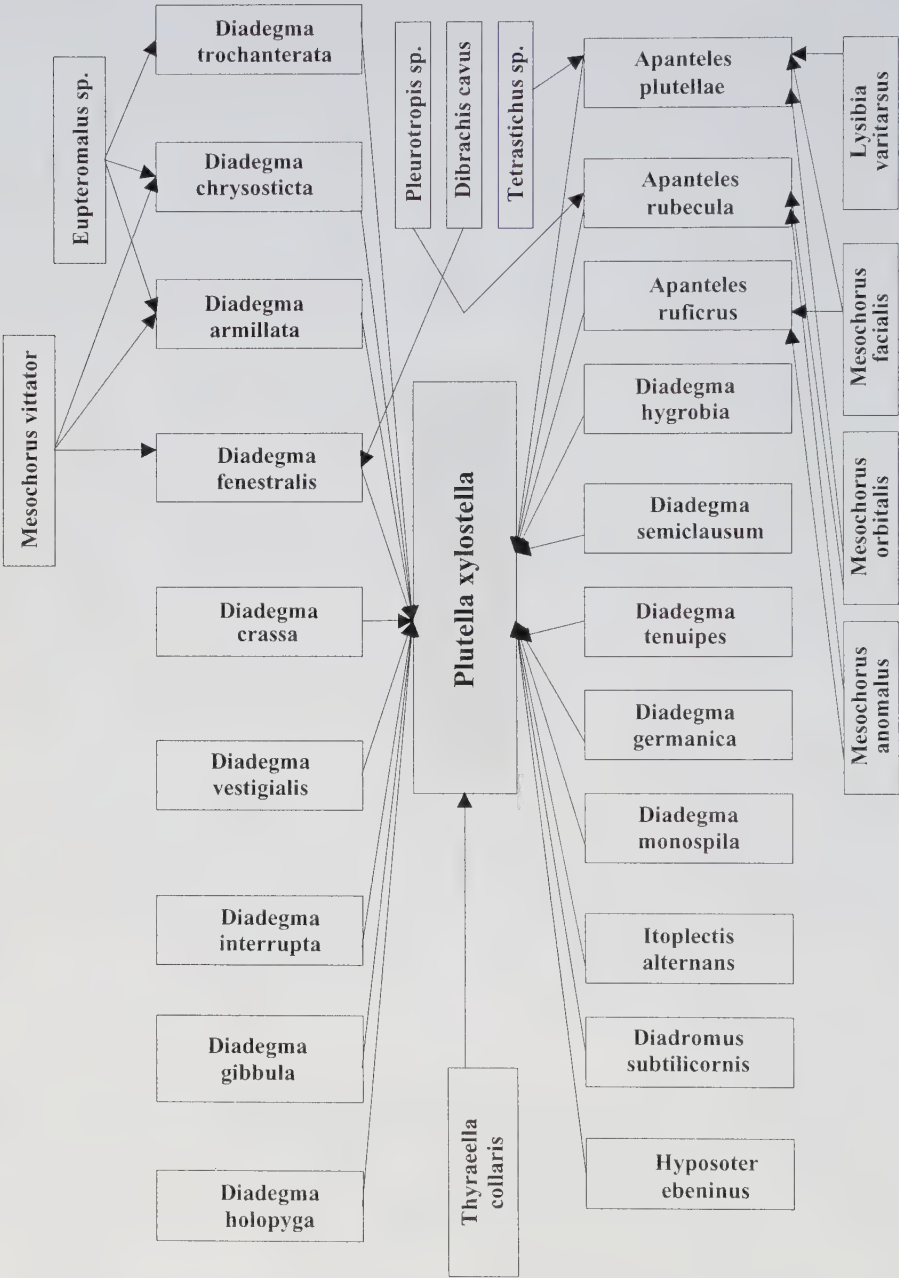 Mesochorus vittator
Eupteromalus sp.
Diadegma
trochanterata
Diadegma
chrysosticta
Diadegma
armillata
Diadegma
fenestralis
Diadegma
crassa
Diadegma
vestigialis
Diadegma
interrupta
Diadegma
gibbula
Diadegma
holopyga
Pleurotropis sp.
Dibrachis cavus
Tetrastichus sp.
Plutella xylostella
Thyraeella
collaris
Apanteles
plutellae
Apanteles
rubecula
Apanteles
ruficrus
Diadegma
hygrobia
Diadegma
semiclausum
Diadegma
tenuipes
Diadegma
germanica
Diadegma
monospila
Itoplectis
alternans
Diadromus
subtilicornis
Hyposoter
ebeninus
Lysibia
varitarsus
Mesochorus
facialis
Mesochorus
orbitalis
Mesochorus
anomalus